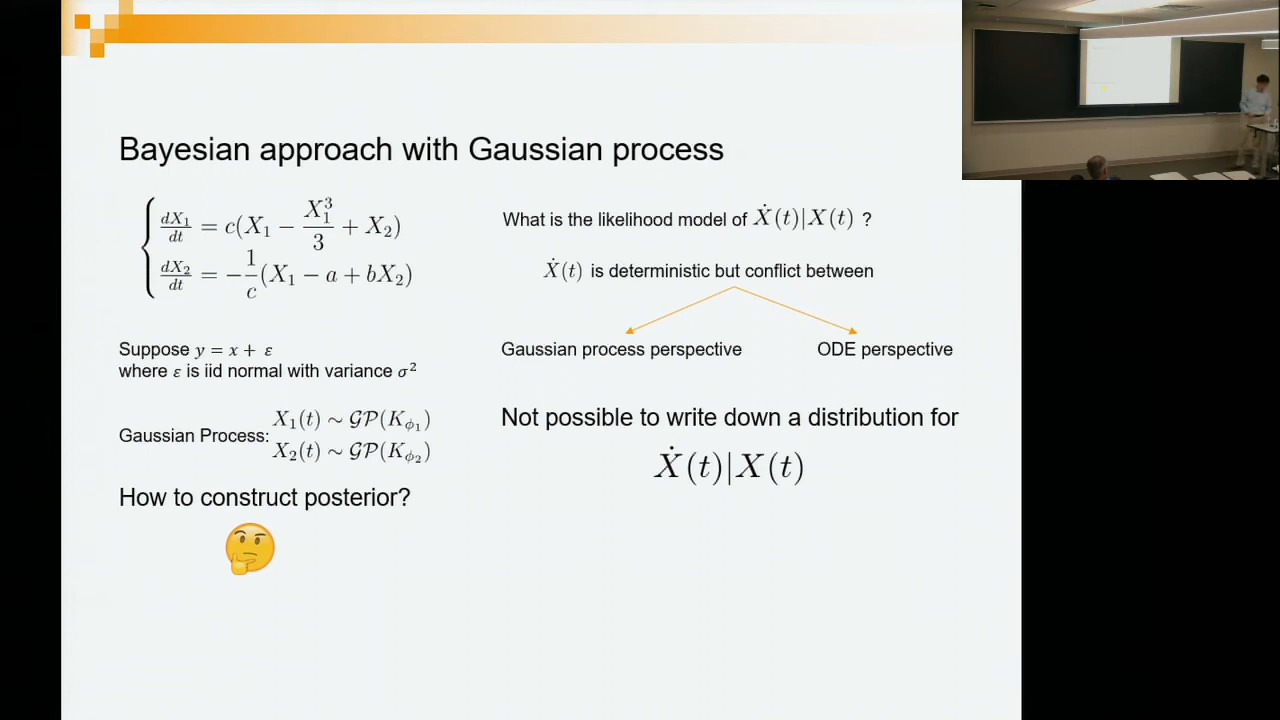 Bayesian approach with Gaussian process
dX₁/dt = c(X₁ − X₁³/3 + X₂)
dX₂/dt = −1/c(X₁ − a + bX₂)
Suppose y = x + ε
where ε is iid normal with variance σ²
Gaussian Process: X₁(t) ~ 𝒢𝒫(K_ϕ₁)
X₂(t) ~ 𝒢𝒫(K_ϕ₂)
How to construct posterior?
What is the likelihood model of Ẋ(t)|X(t) ?
Ẋ(t) is deterministic but conflict between
Gaussian process perspective
ODE perspective
Not possible to write down a distribution for
Ẋ(t)|X(t)